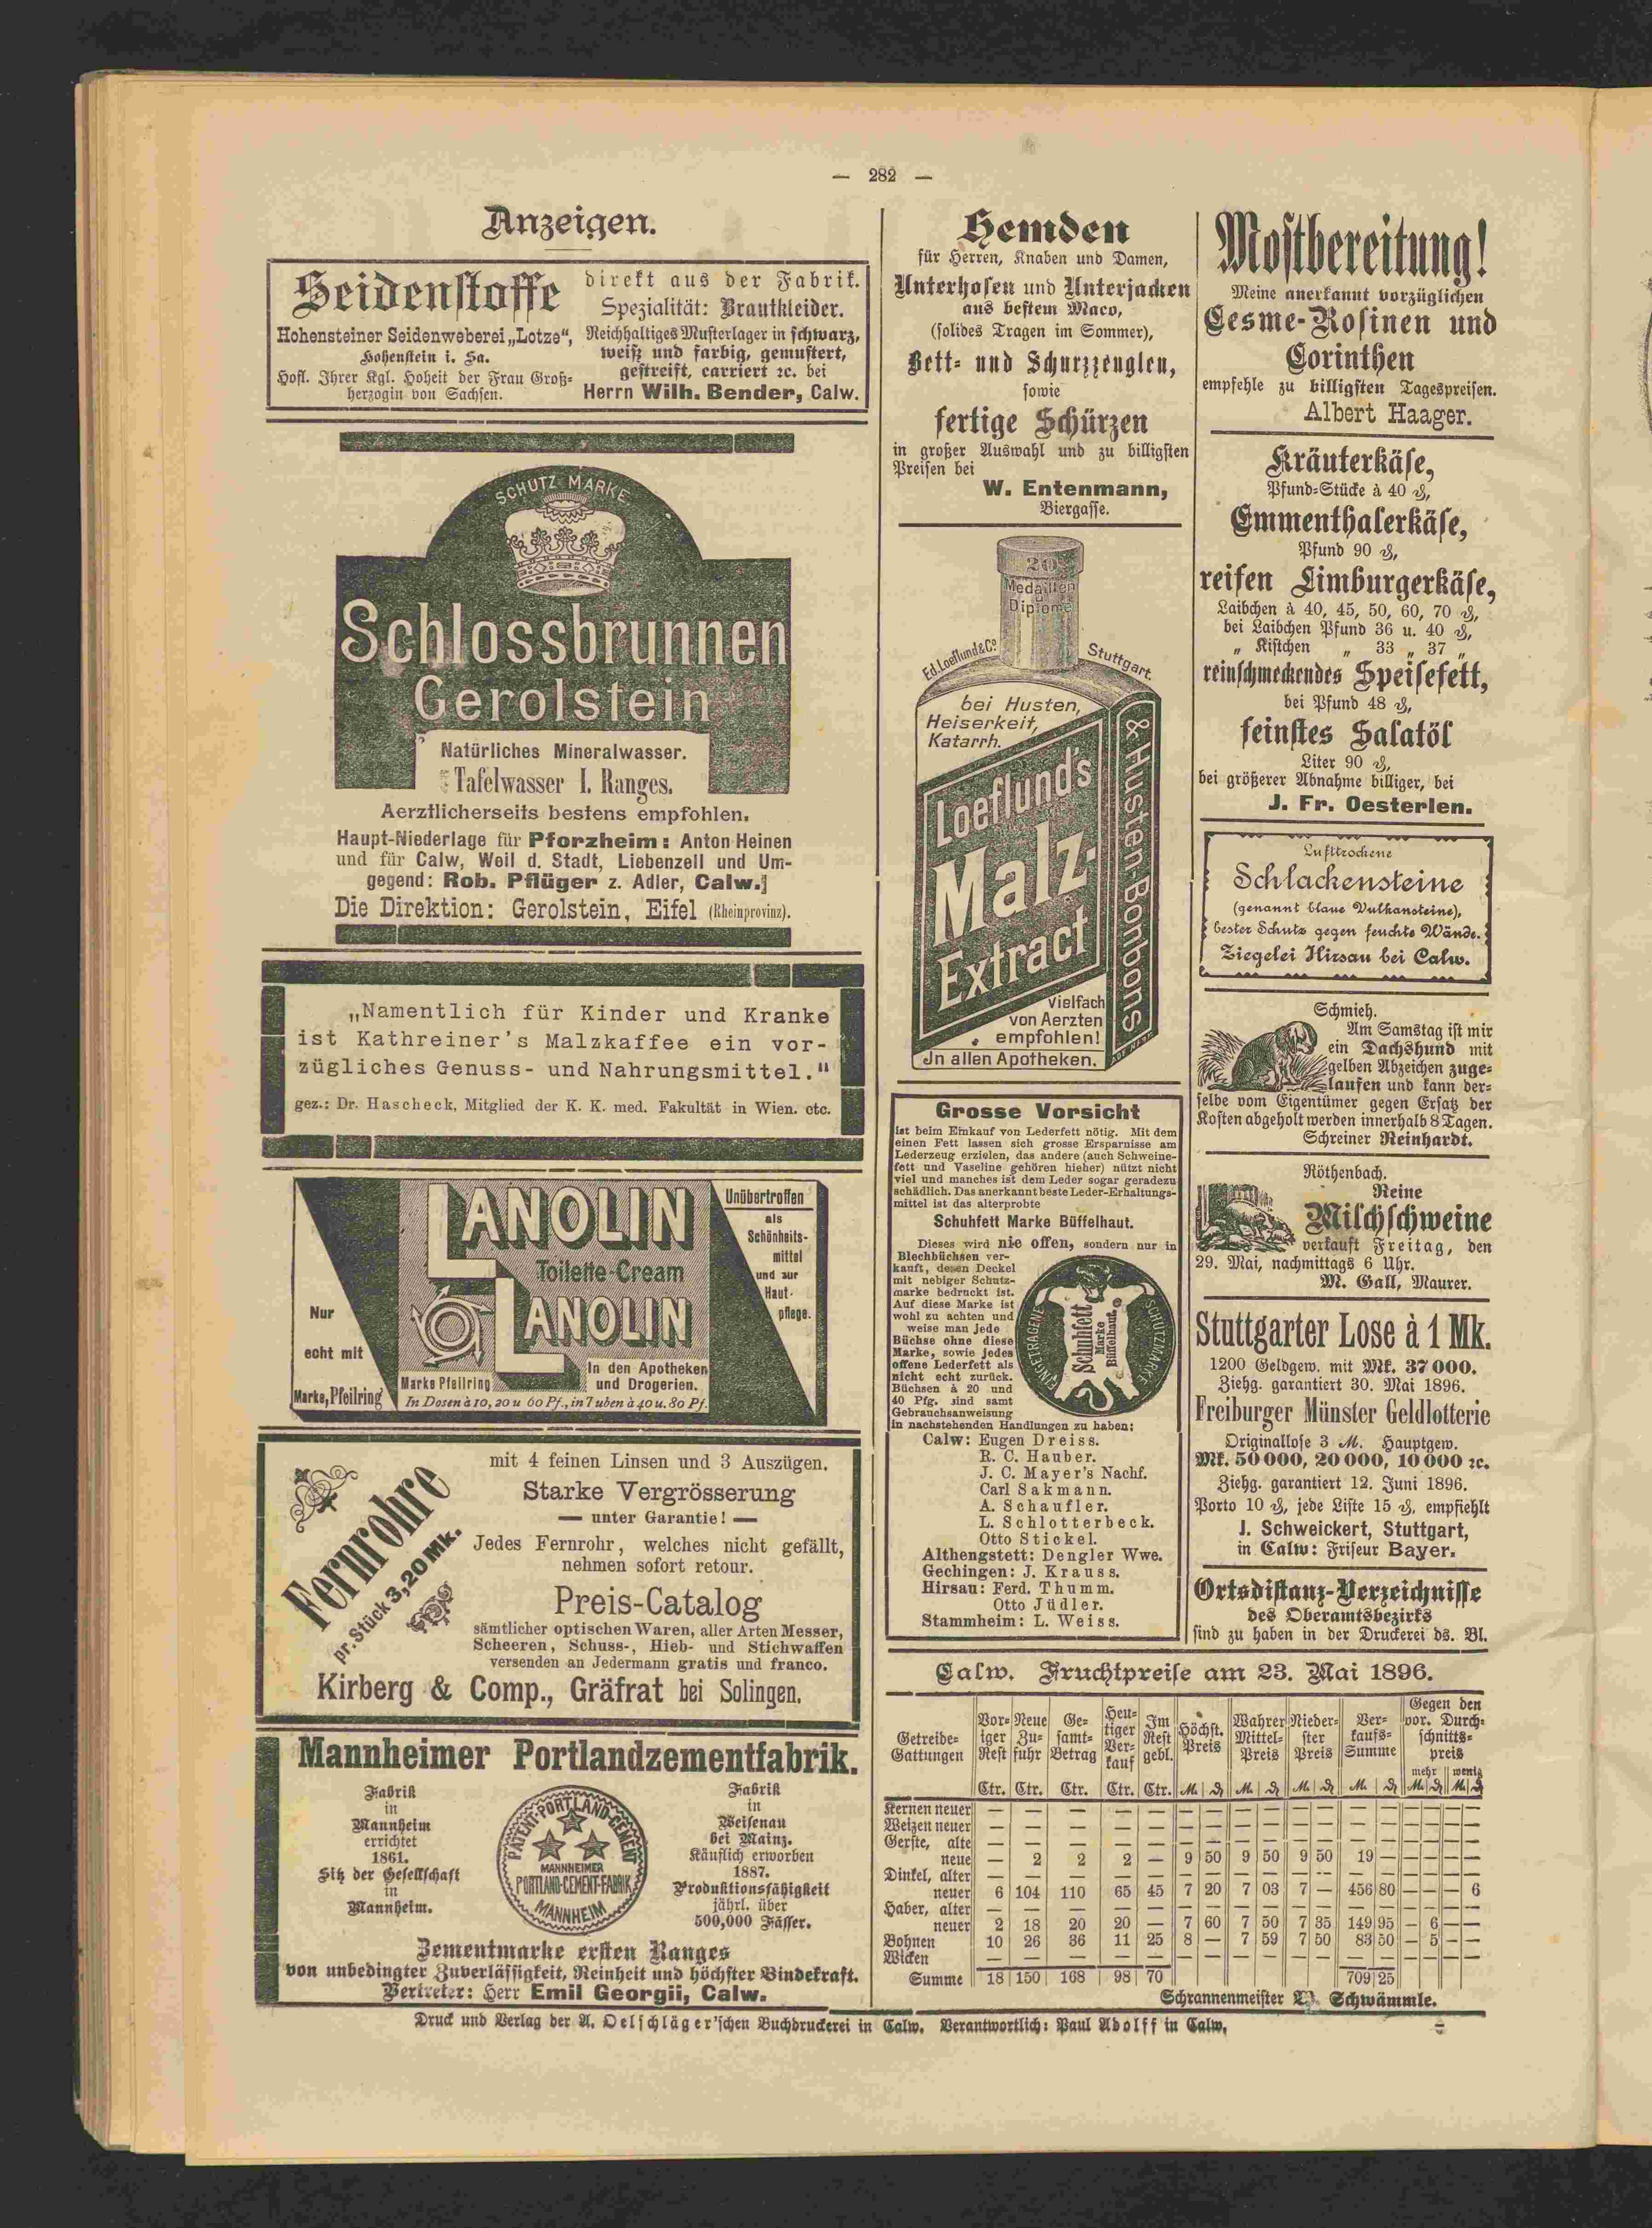 — 282 —
Anzeigen.
Seidenstoffe
direkt aus der Fabrik.
Spezialität: Brautkleider.
Hohensteiner Seidenweberei „Lotze“,
Hohenstein i. Sa.
Hofl. Ihrer Kgl. Hoheit der Frau Groß-
herzogin von Sachsen.
Reichhaltiges Musterlager in schwarz,
weiß und farbig, gemustert,
gestreift, carriert ꝛc. bei
Herrn Wilh. Bender, Calw.
SCHUTZ MARKE
Schlossbrunnen
Gerolstein
Natürliches Mineralwasser.
Tafelwasser I. Ranges.
Aerztlicherseits bestens empfohlen.
Haupt-Niederlage für Pforzheim: Anton Heinen
und für Calw, Weil d. Stadt, Liebenzell und Um-
gegend: Rob. Pflüger z. Adler, Calw.]
Die Direktion: Gerolstein, Eifel (Rheinprovinz).
„Namentlich für Kinder und Kranke
ist Kathreiner's Malzkaffee ein vor-
zügliches Genuss- und Nahrungsmittel."
gez.: Dr. Hascheck, Mitglied der K. K. med. Fakultät in Wien. etc.
LANOLIN
Toilette-Cream
LANOLIN
Unübertroffen
als
Schönheits-
mittel
und zur
Haut-
pflege.
Nur
echt mit
Marke „Pfeilring“
Marke Pfeilring
In den Apotheken
und Drogerien.
In Dosen à 10, 20 u 60 Pf., in Tuben à 40 u. 80 Pf.
Fernrohre
pr. Stück 3,20 Mk.
mit 4 feinen Linsen und 3 Auszügen.
Starke Vergrösserung
— unter Garantie! —
Jedes Fernrohr, welches nicht gefällt,
nehmen sofort retour.
Preis-Catalog
sämtlicher optischen Waren, aller Arten Messer,
Scheeren, Schuss-, Hieb- und Stichwaffen
versenden an Jedermann gratis und franco.
Kirberg & Comp., Gräfrat bei Solingen.
Mannheimer Portlandzementfabrik.
Fabrik
in
Mannheim
errichtet
1861.
Sitz der Gesellschaft
in
Mannheim.
PATENT-PORTLAND-CEMENT
MANNHEIMER
PORTLAND-CEMENT-FABRIK
MANNHEIM
Fabrik
in
Weisenau
bei Mainz.
Käuflich erworben
1887.
Produktionsfähigkeit
jährl. über
500,000 Fässer.
Zementmarke ersten Ranges
von unbedingter Zuverlässigkeit, Reinheit und höchster Bindekraft.
Vertreter: Herr Emil Georgii, Calw.
Hemden
für Herren, Knaben und Damen,
Unterhosen und Unterjacken
aus bestem Maco,
(solides Tragen im Sommer),
Bett- und Schurzzeuglen,
sowie
fertige Schürzen
in großer Auswahl und zu billigsten
Preisen bei
W. Entenmann,
Biergasse.
20
Medaillen
Diplome
Ed. Loeflund & Co.
Stuttgart.
bei Husten,
Heiserkeit,
Katarrh.
Loeflund's
Malz-
Extract
& Husten-Bonbons
Vielfach
von Aerzten
empfohlen!
In allen Apotheken.
Grosse Vorsicht
ist beim Einkauf von Lederfett nötig. Mit dem
einen Fett lassen sich grosse Ersparnisse am
Lederzeug erzielen, das andere (auch Schweine-
fett und Vaseline gehören hieher) nützt nicht
viel und manches ist dem Leder sogar geradezu
schädlich. Das anerkannt beste Leder-Erhaltungs-
mittel ist das alterprobte
Schuhfett Marke Büffelhaut.
Dieses wird nie offen, sondern nur in
Blechbüchsen ver-
kauft, deren Deckel
mit nebiger Schutz-
marke bedruckt ist.
Auf diese Marke ist
wohl zu achten und
weise man jede
Büchse ohne diese
Marke, sowie jedes
offene Lederfett als
nicht echt zurück.
Büchsen à 20 und
40 Pfg. sind samt
Gebrauchsanweisung
in nachstehenden Handlungen zu haben:
EINGETRAGENE
Schuhfett
Marke
Büffelhaut.
SCHUTZMARKE
Calw: Eugen Dreiss.
R. C. Hauber.
J. C. Mayer's Nachf.
Carl Sakmann.
A. Schaufler.
L. Schlotterbeck.
Otto Stickel.
Althengstett: Dengler Wwe.
Gechingen: J. Krauss.
Hirsau: Ferd. Thumm.
Otto Jüdler.
Stammheim: L. Weiss.
Mostbereitung!
Meine anerkannt vorzüglichen
Cesme-Rosinen und
Corinthen
empfehle zu billigsten Tagespreisen.
Albert Haager.
Kräuterkäse,
Pfund-Stücke à 40 ₰,
Emmenthalerkäse,
Pfund 90 ₰,
reifen Limburgerkäse,
Laibchen à 40, 45, 50, 60, 70 ₰,
bei Laibchen Pfund 36 u. 40 ₰,
„ Kistchen „ 33 „ 37 „
reinschmeckendes Speisefett,
bei Pfund 48 ₰,
feinstes Salatöl
Liter 90 ₰,
bei größerer Abnahme billiger, bei
J. Fr. Oesterlen.
Lufttrockene
Schlackensteine
(genannt blaue Vulkansteine),
bester Schutz gegen feuchte Wände.
Ziegelei Hirsau bei Calw.
Schmieh.
Am Samstag ist mir
ein Dachshund mit
gelben Abzeichen zuge-
laufen und kann der-
selbe vom Eigentümer gegen Ersatz der
Kosten abgeholt werden innerhalb 8 Tagen.
Schreiner Reinhardt.
Röthenbach.
Reine
Milchschweine
verkauft Freitag, den
29. Mai, nachmittags 6 Uhr.
M. Gall, Maurer.
Stuttgarter Lose à 1 Mk.
1200 Geldgew. mit Mk. 37 000.
Ziehg. garantiert 30. Mai 1896.
Freiburger Münster Geldlotterie
Originallose 3 M. Hauptgew.
Mk. 50 000, 20 000, 10 000 ꝛc.
Ziehg. garantiert 12. Juni 1896.
Porto 10 ₰, jede Liste 15 ₰, empfiehlt
J. Schweickert, Stuttgart,
in Calw: Friseur Bayer.
Ortsdistanz-Verzeichnisse
des Oberamtsbezirks
sind zu haben in der Druckerei ds. Bl.
Calw. Fruchtpreise am 23. Mai 1896.
Getreide-Gattungen | Voriger Rest | Neue Zufuhr | Gesamt-Betrag | Heutiger Verkauf | Im Rest gebl. | Höchst. Preis | Wahrer Mittel-Preis | Niederster Preis | Verkaufs-Summe | Gegen den vor. Durchschnittspreis mehr | wenig
Ctr. | Ctr. | Ctr. | Ctr. | Ctr. | M. ₰ | M. ₰ | M. ₰ | M. ₰ | M. ₰ | M. ₰
Kernen neuer — — — — — — — — — — — — — — — — —
Weizen neuer — — — — — — — — — — — — — — — — —
Gerste, alte — — — — — — — — — — — — — — — — —
neue — 2 2 2 — 9 50 9 50 9 50 19 — — — — —
Dinkel, alter — — — — — — — — — — — — — — — — —
neuer 6 104 110 65 45 7 20 7 03 7 — 456 80 — — — 6
Haber, alter — — — — — — — — — — — — — — — — —
neuer 2 18 20 20 — 7 60 7 50 7 35 149 95 — 6 — —
Bohnen 10 26 36 11 25 8 — 7 59 7 50 83 50 — 5 — —
Wicken — — — — — — — — — — — — — — — — —
Summe 18 150 168 98 70 709 25
Schrannenmeister Schwämmle.
Druck und Verlag der A. Oelschläger'schen Buchdruckerei in Calw. Verantwortlich: Paul Adolff in Calw.